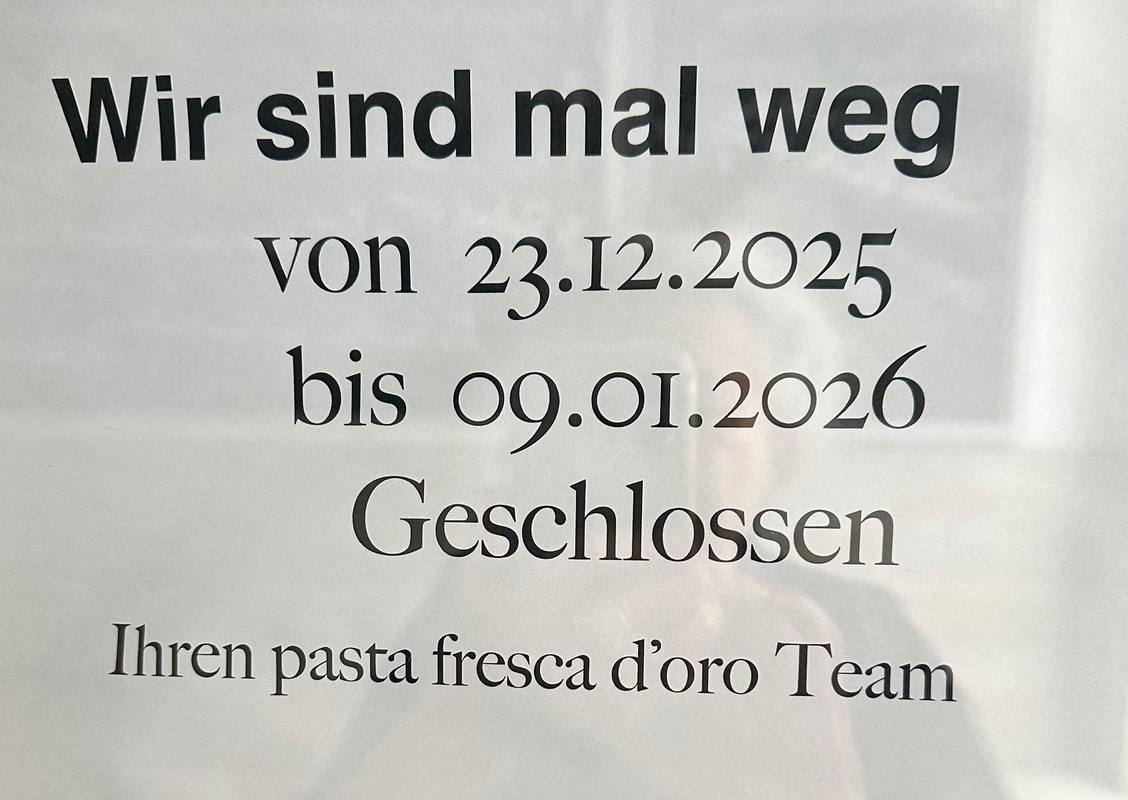 Wir sind mal weg
von 23.12.2025
bis 09.01.2026
Geschlossen
Ihren pasta fresca d’oro Team